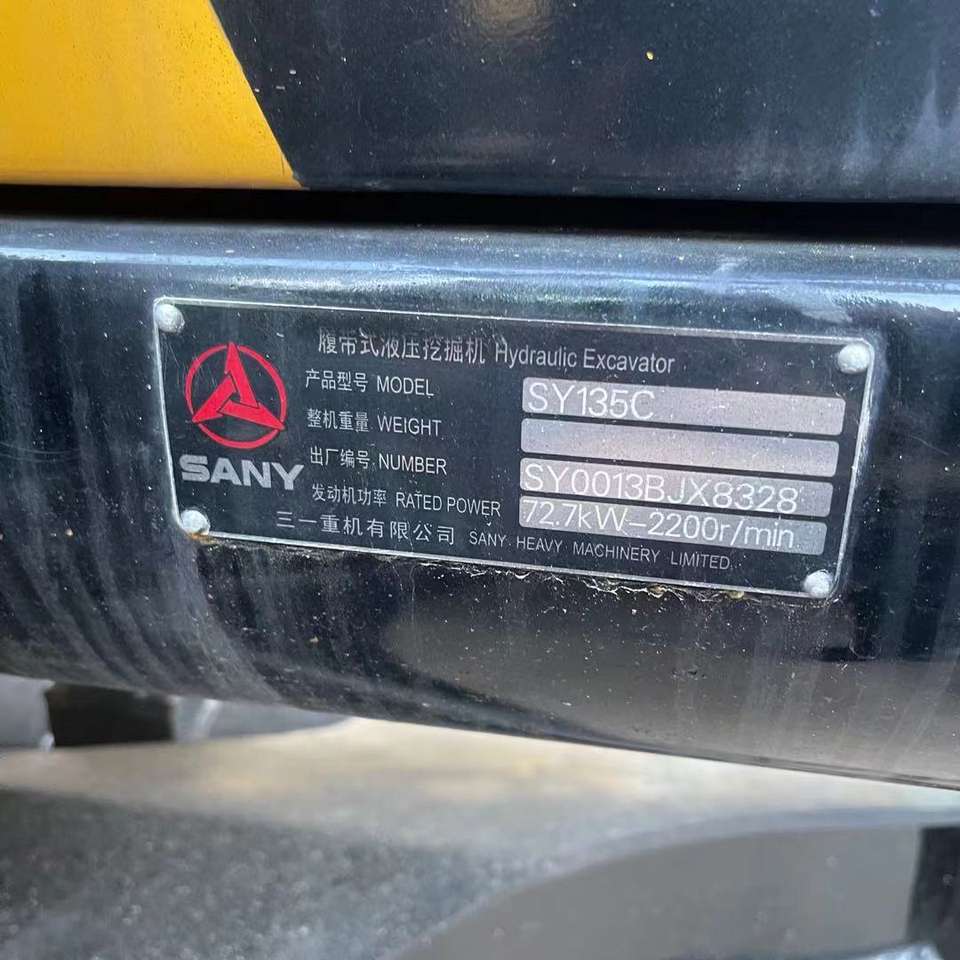 履带式液压挖掘机 Hydraulic Excavator
产品型号 MODEL SY135C
整机重量 WEIGHT
出厂编号 NUMBER SY0013BJX8328
发动机功率 RATED POWER 72.7kW-2200r/min
SANY
三一重机有限公司 SANY HEAVY MACHINERY LIMITED